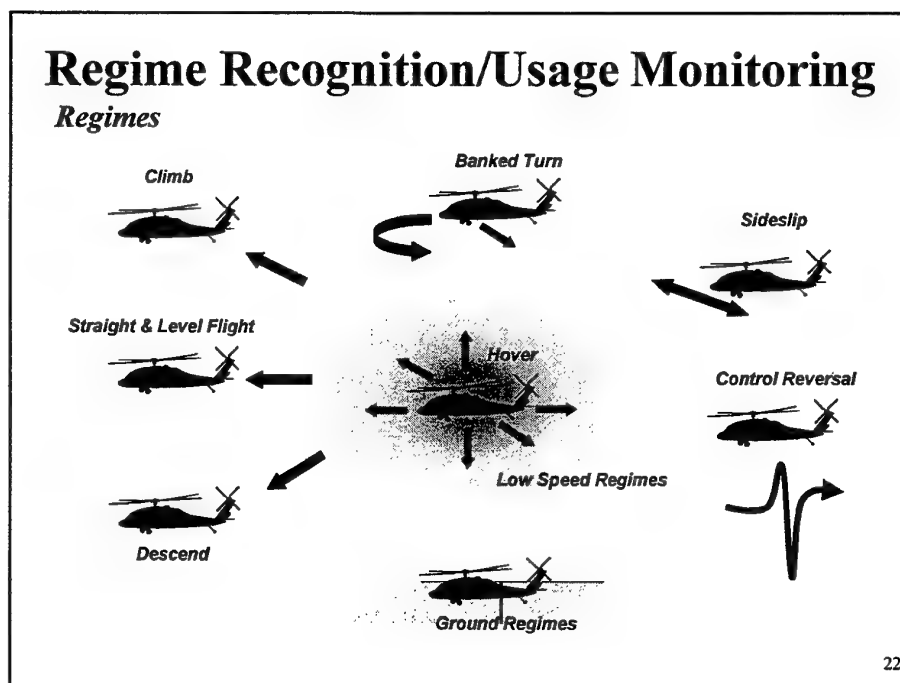 Regime Recognition/Usage Monitoring
Regimes
Climb
Banked Turn
Sideslip
Straight & Level Flight
Hover
Control Reversal
Low Speed Regimes
Descend
Ground Regimes
22